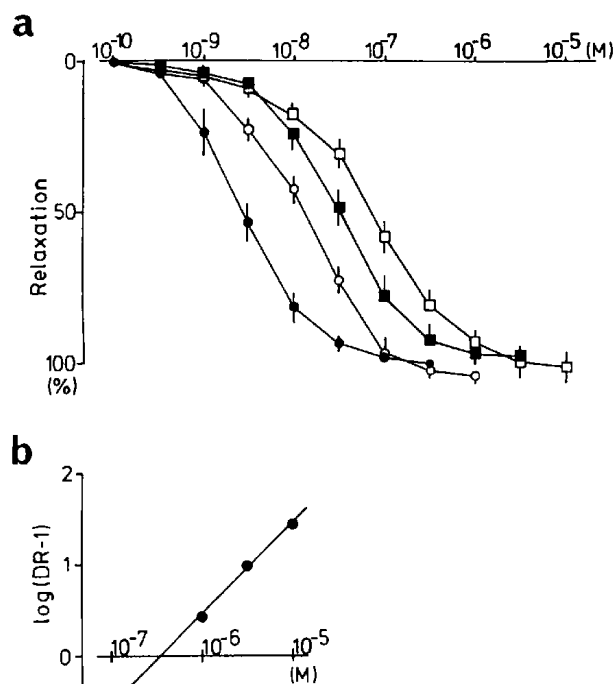 a
10⁻¹⁰ 10⁻⁹ 10⁻⁸ 10⁻⁷ 10⁻⁶ 10⁻⁵ (M)
0
50
100
(%)
Relaxation
b
2
1
0
log(DR-1)
10⁻⁷ 10⁻⁶ 10⁻⁵
(M)